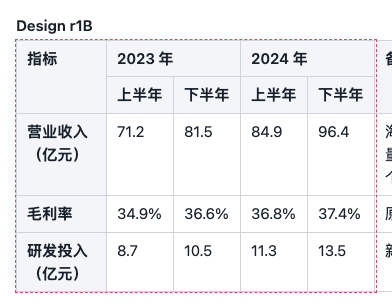 Design r1B
指标 2023 年 2024 年
上半年 下半年 上半年 下半年
营业收入 71.2 81.5 84.9 96.4
（亿元）
毛利率 34.9% 36.6% 36.8% 37.4%
研发投入 8.7 10.5 11.3 13.5
（亿元）